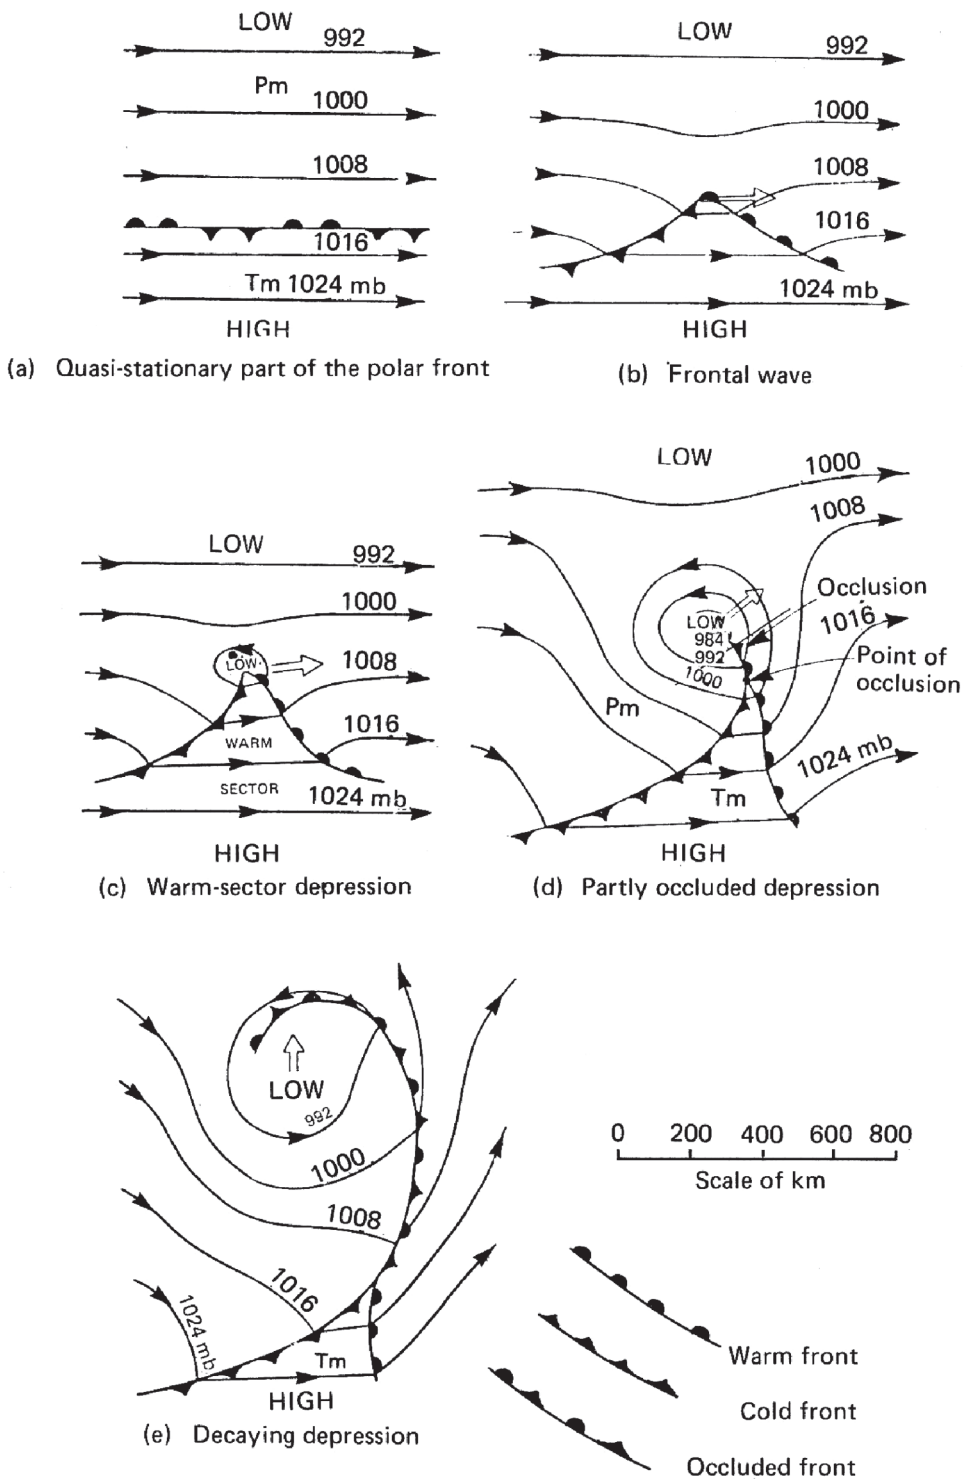 LOW
992
Pm
1000
1008
1016
Tm 1024 mb
HIGH
(a) Quasi-stationary part of the polar front
LOW
992
1000
1008
1016
1024 mb
HIGH
(b) Frontal wave
LOW
992
1000
LOW
1008
1016
WARM
SECTOR
1024 mb
HIGH
(c) Warm-sector depression
LOW
1000
1008
Occlusion
LOW
984
992
1000
1016
Point of
occlusion
Pm
1024 mb
Tm
HIGH
(d) Partly occluded depression
LOW
992
1000
1008
1016
1024 mb
Tm
HIGH
(e) Decaying depression
0 200 400 600 800
Scale of km
Warm front
Cold front
Occluded front